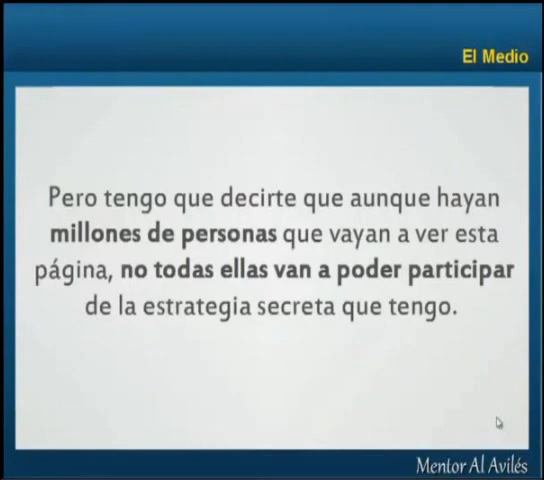 El Medio
Pero tengo que decirte que aunque hayan
millones de personas que vayan a ver esta
página, no todas ellas van a poder participar
de la estrategia secreta que tengo.
Mentor Al Avilés